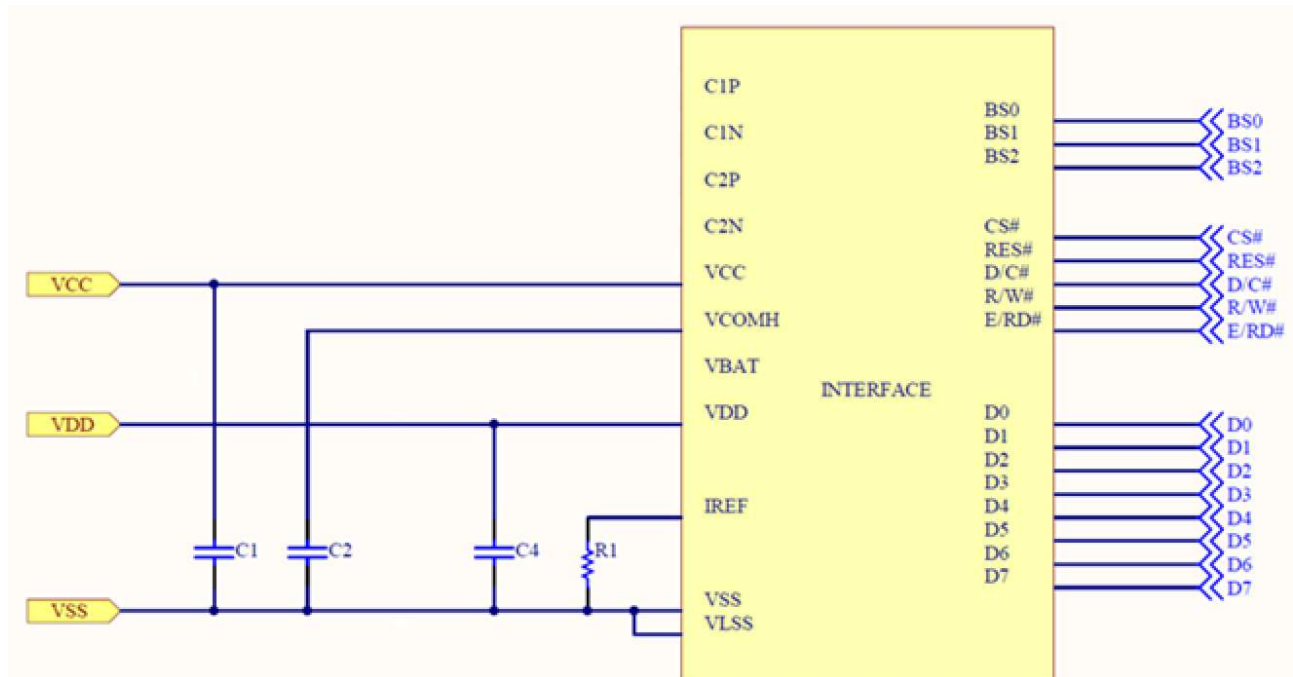 C1P
C1N
C2P
C2N
VCC
VCOMH
VBAT
VDD
IREF
VSS
VLSS
INTERFACE
BS0
BS1
BS2
CS#
RES#
D/C#
R/W#
E/RD#
D0
D1
D2
D3
D4
D5
D6
D7
BS0
BS1
BS2
CS#
RES#
D/C#
R/W#
E/RD#
D0
D1
D2
D3
D4
D5
D6
D7
VCC
VDD
VSS
C1
C2
C4
R1